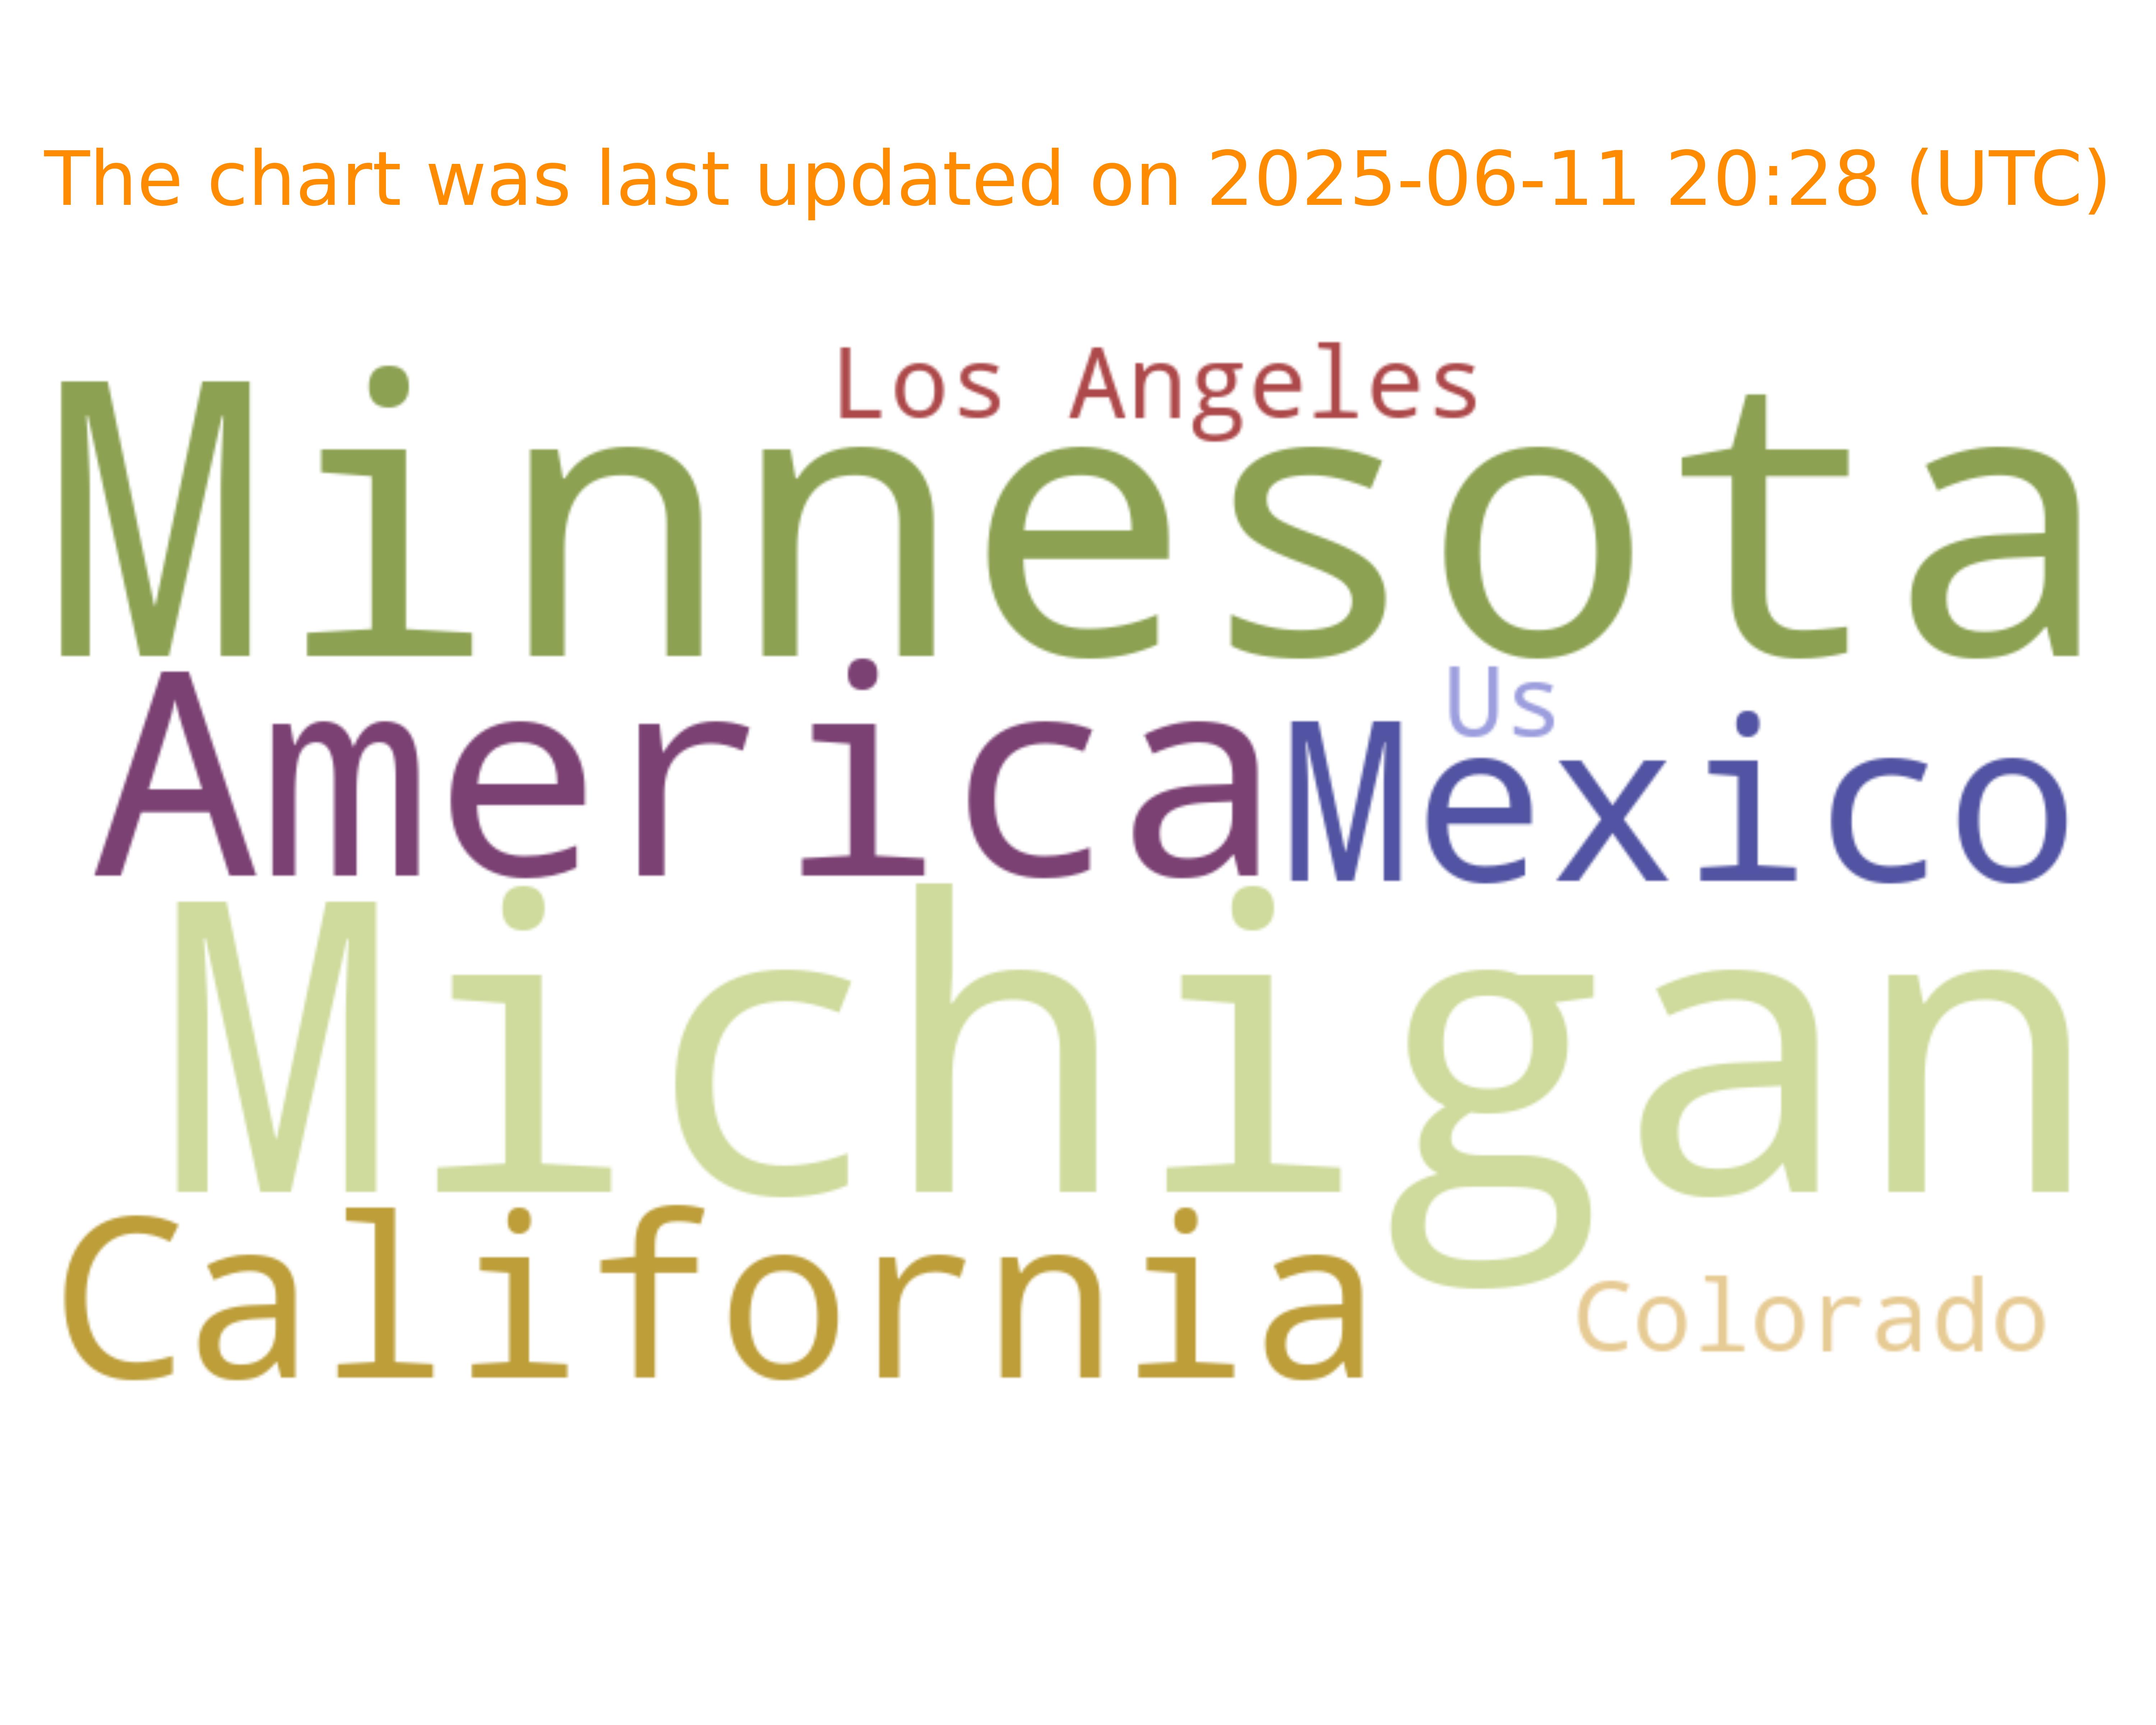 The chart was last updated on 2025-06-11 20:28 (UTC)
Los Angeles
Minnesota
Us
America Mexico
Michigan
California
Colorado